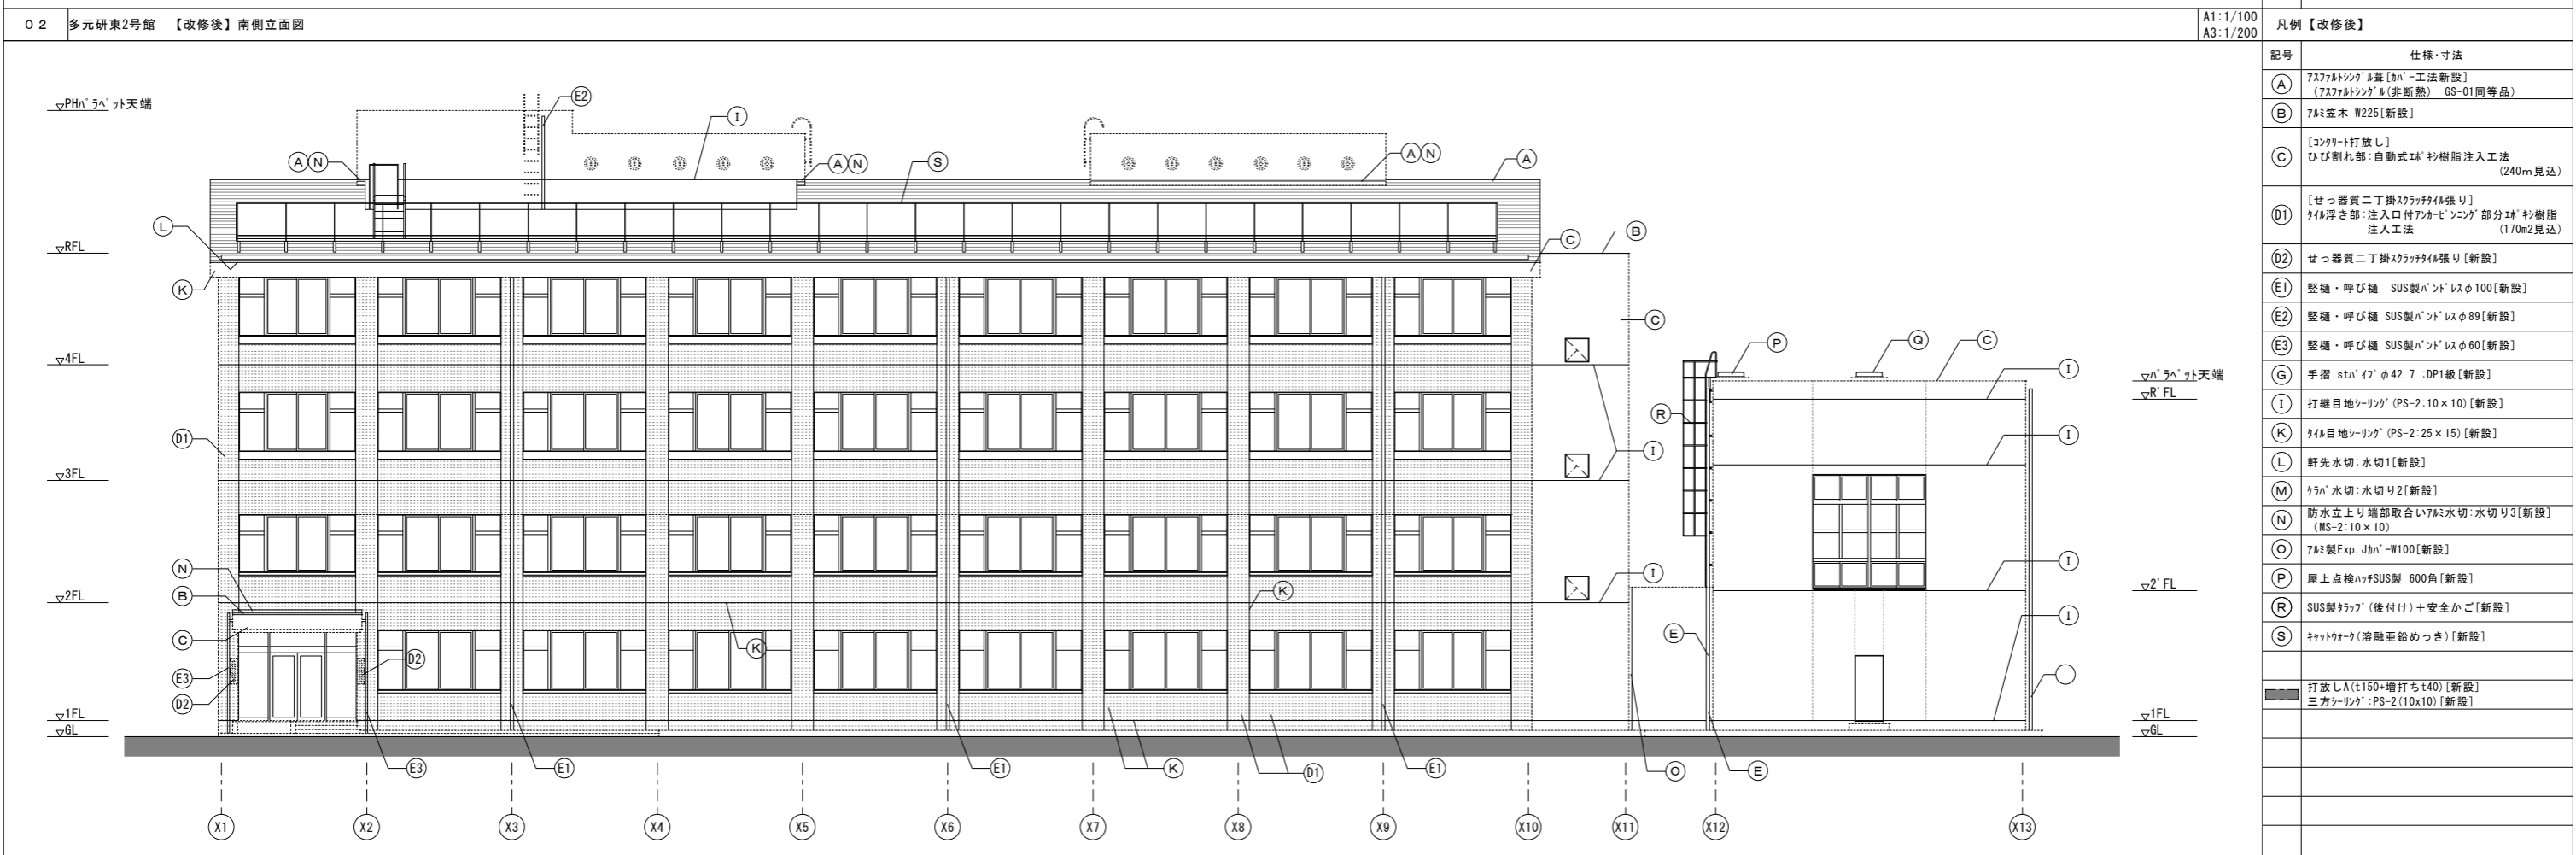 02 多元研東2号館 【改修後】南側立面図
A1:1/100
A3:1/200
凡例【改修後】
記号 仕様・寸法
A ｱｽﾌｧﾙﾄｼﾝｸﾞﾙ葺[ｶﾊﾞｰ工法新設]
(ｱｽﾌｧﾙﾄｼﾝｸﾞﾙ(非断熱) GS-01同等品)
B ｱﾙﾐ笠木 W225[新設]
C [ｺﾝｸﾘｰﾄ打放し]
ひび割れ部:自動式ｴﾎﾟｷｼ樹脂注入工法
(240m見込)
D1 [せっ器質二丁掛ｽｸﾗｯﾁﾀｲﾙ張り]
ﾀｲﾙ浮き部:注入口付ｱﾝｶｰﾋﾟﾝﾆﾝｸﾞ部分ｴﾎﾟｷｼ樹脂
注入工法 (170m2見込)
D2 せっ器質二丁掛ｽｸﾗｯﾁﾀｲﾙ張り[新設]
E1 竪樋・呼び樋 SUS製ﾊﾞﾝﾄﾞﾚｽφ100[新設]
E2 竪樋・呼び樋 SUS製ﾊﾞﾝﾄﾞﾚｽφ89[新設]
E3 竪樋・呼び樋 SUS製ﾊﾞﾝﾄﾞﾚｽφ60[新設]
G 手摺 stﾊﾟｲﾌﾟφ42.7 :DP1級[新設]
I 打継目地ｼｰﾘﾝｸﾞ(PS-2:10×10)[新設]
K ﾀｲﾙ目地ｼｰﾘﾝｸﾞ(PS-2:25×15)[新設]
L 軒先水切:水切1[新設]
M ｹﾗﾊﾞ水切:水切り2[新設]
N 防水立上り端部取合いｱﾙﾐ水切:水切り3[新設]
(MS-2:10×10)
O ｱﾙﾐ製Exp.Jｶﾊﾞｰ W100[新設]
P 屋上点検ﾊｯﾁSUS製 600角[新設]
R SUS製ﾀﾗｯﾌﾟ(後付け)＋安全かご[新設]
S ｷｬｯﾄｳｫｰｸ(溶融亜鉛めっき)[新設]
打放しA(t150+増打ちt40)[新設]
三方ｼｰﾘﾝｸﾞ:PS-2(10x10)[新設]
▽PHﾊﾟﾗﾍﾟｯﾄ天端
▽RFL
▽4FL
▽3FL
▽2FL
▽1FL
▽GL
E2
I
A N
A N
S
A N
A
L
K
C
B
C
P
Q
C
I
▽ﾊﾟﾗﾍﾟｯﾄ天端
▽R'FL
R
D1
I
I
N
B
C
E3
D2
D2
K
K
I
E
I
▽2'FL
I
▽1FL
▽GL
E3
E1
E1
K
D1
E1
O
E
X1 X2 X3 X4 X5 X6 X7 X8 X9 X10 X11 X12 X13